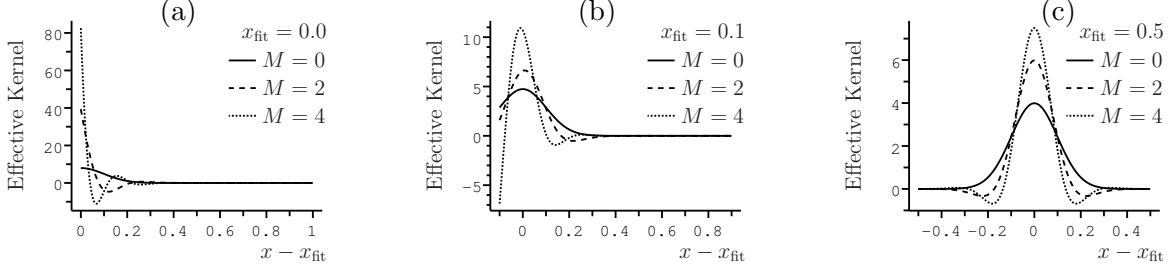 (a)
Effective Kernel
80
60
40
20
0
x_fit = 0.0
M = 0
M = 2
M = 4
0 0.2 0.4 0.6 0.8 1
x − x_fit
(b)
Effective Kernel
10
5
0
−5
x_fit = 0.1
M = 0
M = 2
M = 4
0 0.2 0.4 0.6 0.8
x − x_fit
(c)
Effective Kernel
6
4
2
0
x_fit = 0.5
M = 0
M = 2
M = 4
−0.4 −0.2 0 0.2 0.4
x − x_fit